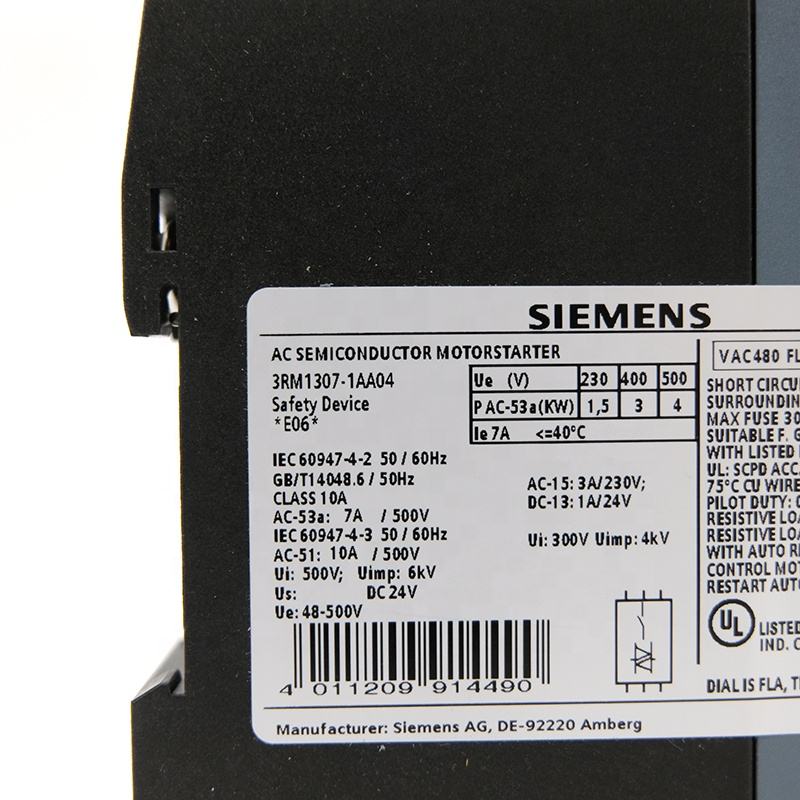 SIEMENS
AC SEMICONDUCTOR MOTORSTARTER
3RM1307-1AA04
Safety Device
*E06*
Ue (V) 230 400 500
P AC-53a(KW) 1,5 3 4
Ie 7A <=40°C
IEC 60947-4-2 50 / 60Hz
GB/T14048.6 / 50Hz
CLASS 10A
AC-53a: 7A / 500V
IEC 60947-4-3 50 / 60Hz
AC-51: 10A / 500V
Ui: 500V; Uimp: 6kV
Us: DC 24V
Ue: 48-500V
AC-15: 3A/230V;
DC-13: 1A/24V
Ui: 300V Uimp: 4kV
4 011209 914490
Manufacturer: Siemens AG, DE-92220 Amberg
VAC480 FL
SHORT CIRCU
SURROUNDIN
MAX FUSE 30
SUITABLE F. G
WITH LISTED
UL: SCPD ACC.
75°C CU WIRE
PILOT DUTY:
RESISTIVE LOA
RESISTIVE LOA
WITH AUTO R
CONTROL MOT
RESTART AUTO
UL LISTED
IND. C
DIAL IS FLA, T